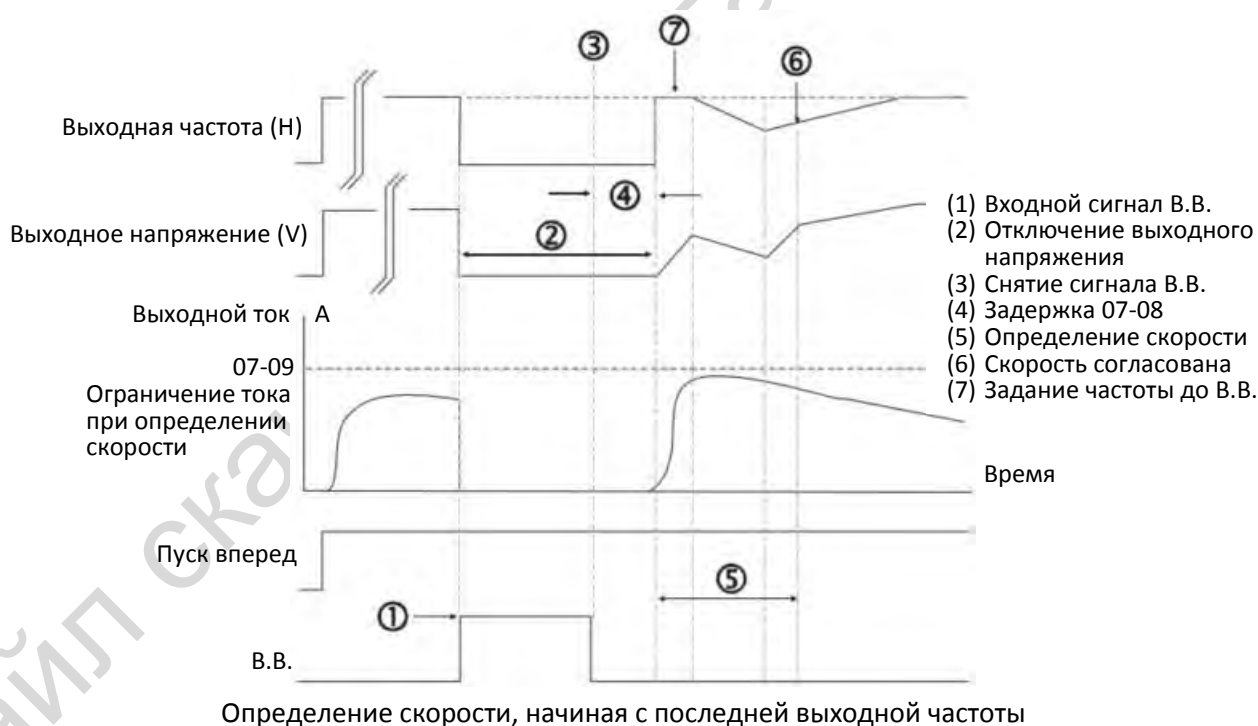 ③
⑦
⑥
Выходная частота (H)
④
Выходное напряжение (V)
②
(1) Входной сигнал B.B.
(2) Отключение выходного
напряжения
(3) Снятие сигнала B.B.
(4) Задержка 07-08
(5) Определение скорости
(6) Скорость согласована
(7) Задание частоты до B.B.
Выходной ток
A
07-09
Ограничение тока
при определении
скорости
Время
Пуск вперед
⑤
①
B.B.
Определение скорости, начиная с последней выходной частоты